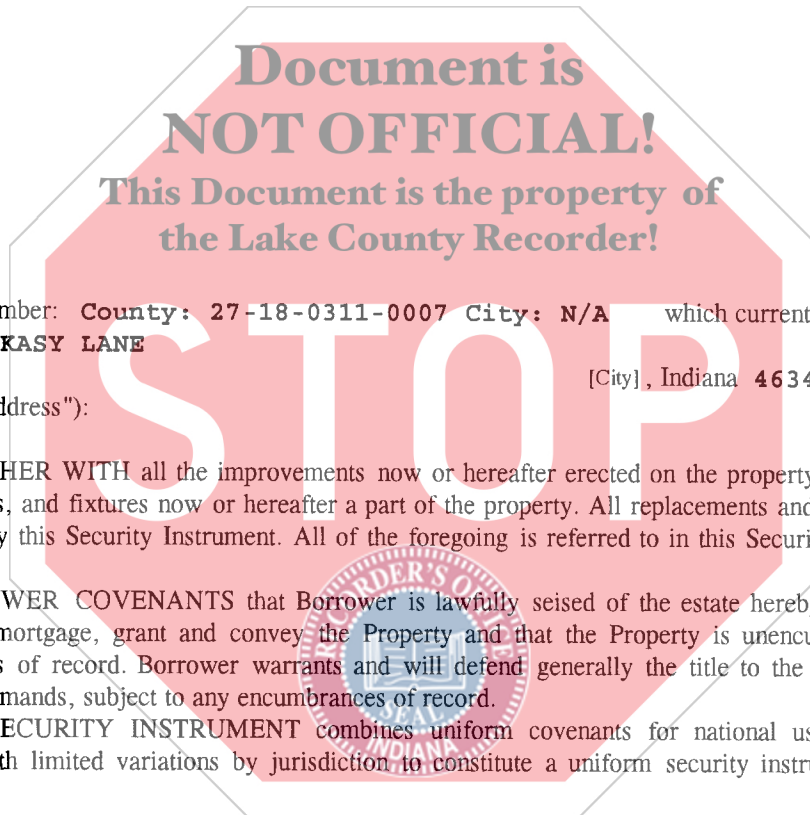 Document is
NOT OFFICIAL!
This Document is the property of
the Lake County Recorder!
STOP
mber: County: 27-18-0311-0007 City: N/A which current
KASY LANE
[City], Indiana 4634
ddress"):
HER WITH all the improvements now or hereafter erected on the property
s, and fixtures now or hereafter a part of the property. All replacements and
y this Security Instrument. All of the foregoing is referred to in this Securi
WER COVENANTS that Borrower is lawfully seised of the estate hereb
mortgage, grant and convey the Property and that the Property is unencu
s of record. Borrower warrants and will defend generally the title to the
mands, subject to any encumbrances of record.
ECURITY INSTRUMENT combines uniform covenants for national us
th limited variations by jurisdiction to constitute a uniform security instru
RECORDER'S OFFICE
SEAL
INDIANA